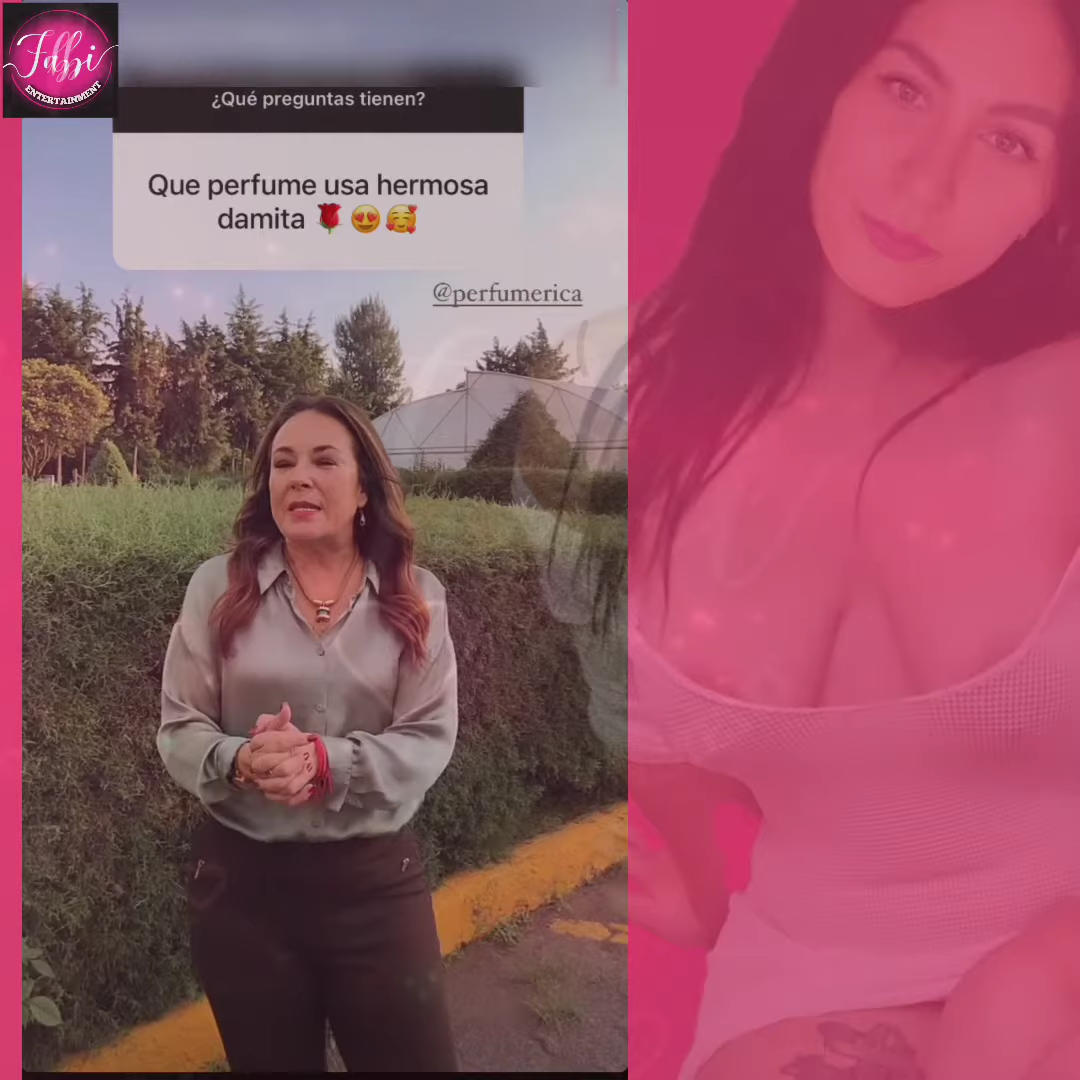 Fabbi
ENTERTAINMENT
¿Qué preguntas tienen?
Que perfume usa hermosa
damita 🌹😍🥰
@perfumerica